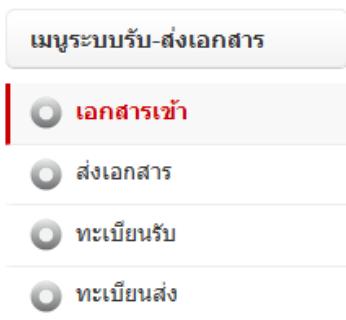 เมนูระบบรับ-ส่งเอกสาร
เอกสารเข้า
ส่งเอกสาร
ทะเบียนรับ
ทะเบียนส่ง